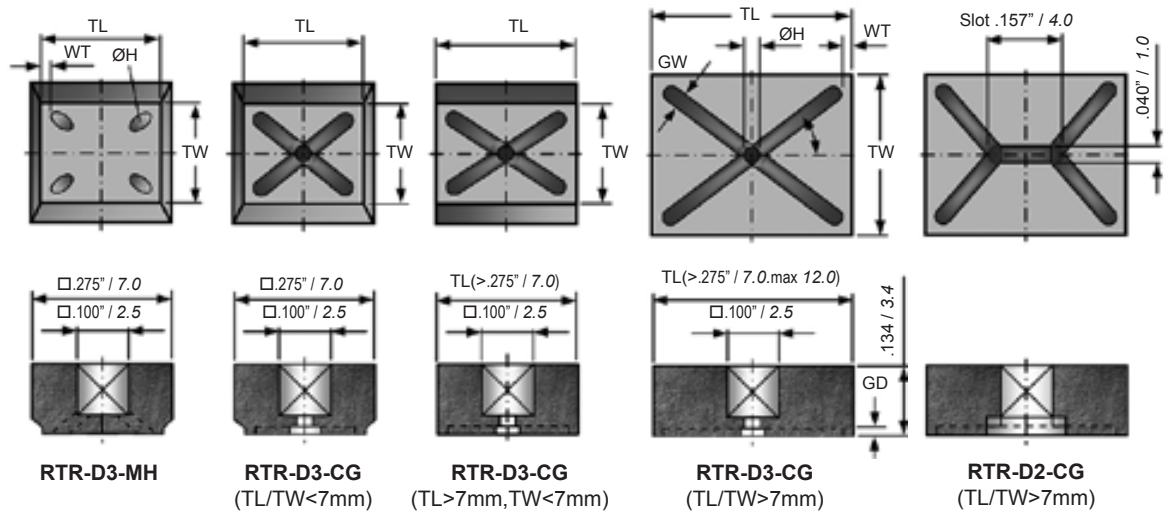 TL
WT ØH
TW
TL
TW
TL
TW
TL
ØH WT
GW
TW
Slot .157” / 4.0
.040” / 1.0
□.275” / 7.0
□.100” / 2.5
□.275” / 7.0
□.100” / 2.5
TL(>.275” / 7.0)
□.100” / 2.5
TL(>.275” / 7.0.max 12.0)
□.100” / 2.5
.134 / 3.4
GD
RTR-D3-MH
RTR-D3-CG
(TL/TW<7mm)
RTR-D3-CG
(TL>7mm,TW<7mm)
RTR-D3-CG
(TL/TW>7mm)
RTR-D2-CG
(TL/TW>7mm)